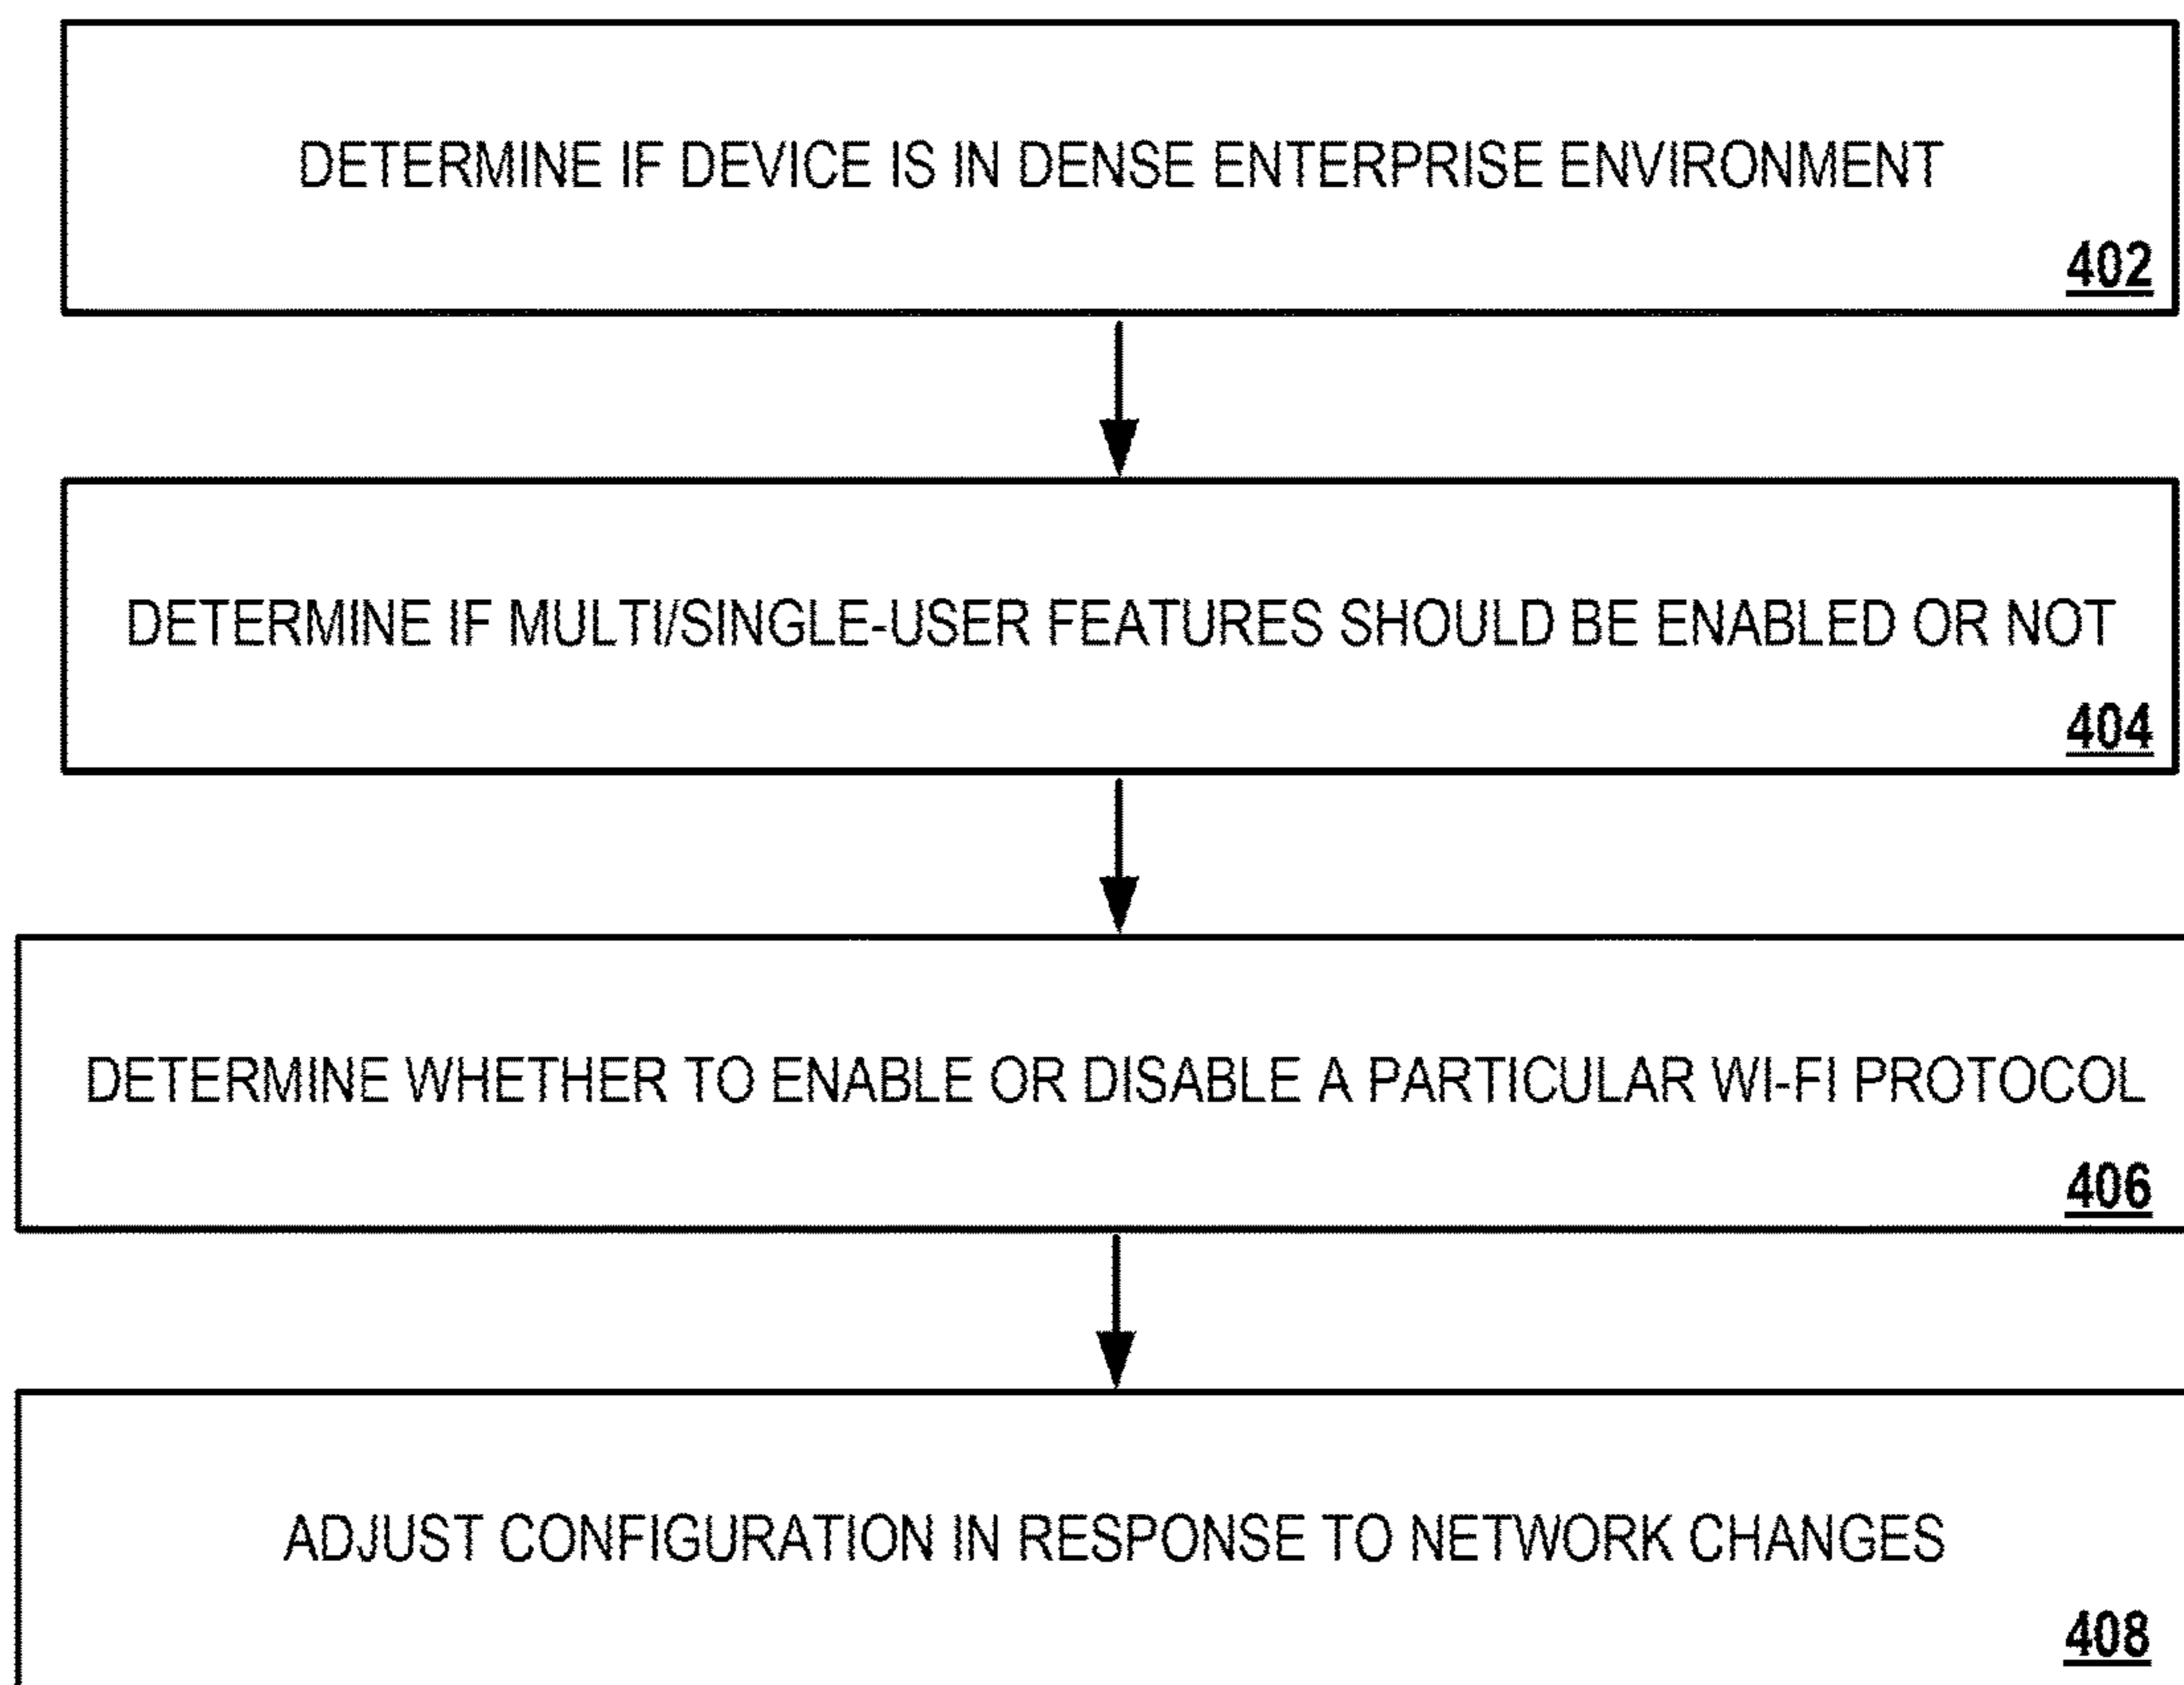 DETERMINE IF DEVICE IS IN DENSE ENTERPRISE ENVIRONMENT
402
DETERMINE IF MULTI/SINGLE-USER FEATURES SHOULD BE ENABLED OR NOT
404
DETERMINE WHETHER TO ENABLE OR DISABLE A PARTICULAR WI-FI PROTOCOL
406
ADJUST CONFIGURATION IN RESPONSE TO NETWORK CHANGES
408